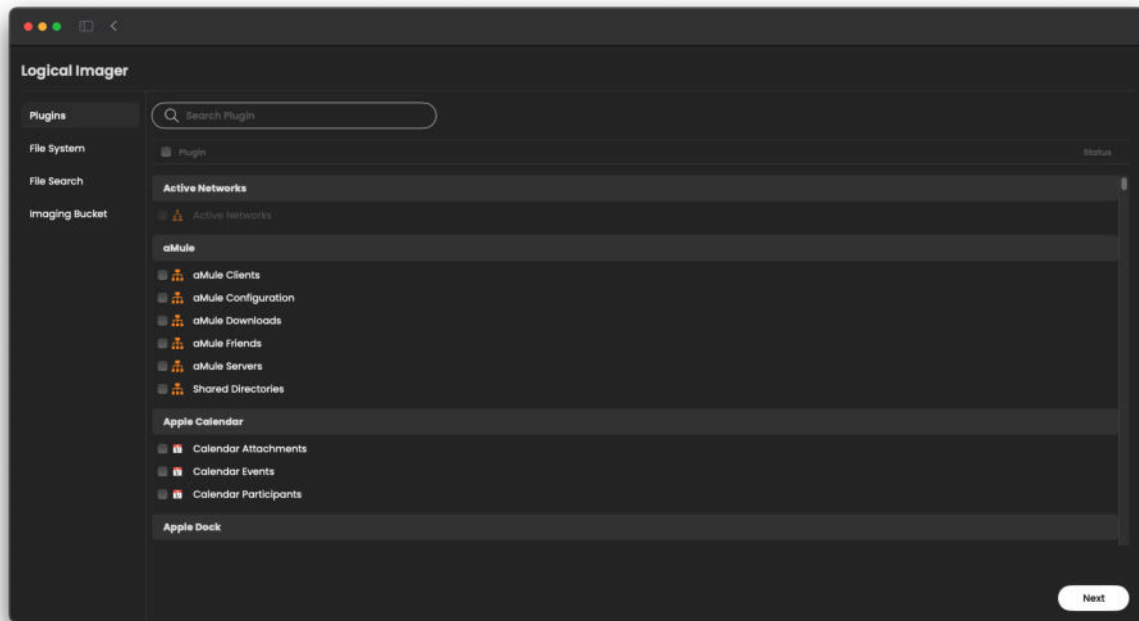 Logical Imager
Plugins
File System
File Search
Imaging Bucket
Search Plugin
Plugin Status
Active Networks
Active Networks
aMule
aMule Clients
aMule Configuration
aMule Downloads
aMule Friends
aMule Servers
Shared Directories
Apple Calendar
Calendar Attachments
Calendar Events
Calendar Participants
Apple Dock
Next